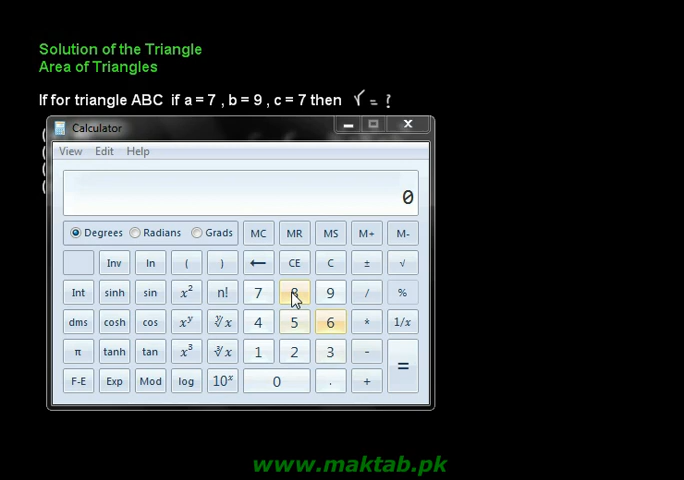 Solution of the Triangle
Area of Triangles
If for triangle ABC if a = 7 , b = 9 , c = 7 then γ = ?
Calculator
View Edit Help
0
Degrees Radians Grads MC MR MS M+ M-
Inv ln ( ) ← CE C ± √
Int sinh sin x² n! 7 8 9 / %
dms cosh cos xʸ ʸ√x 4 5 6 * 1/x
π tanh tan x³ ³√x 1 2 3 - =
F-E Exp Mod log 10ˣ 0 . +
www.maktab.pk